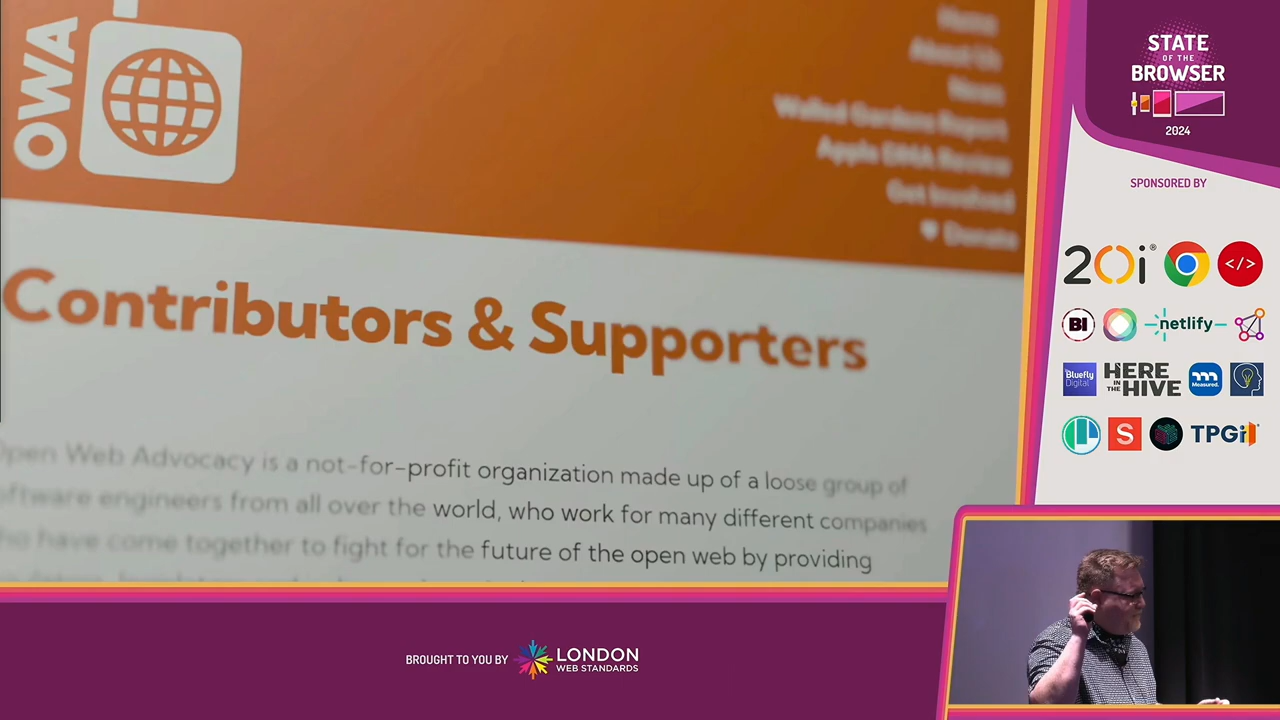 OWA
Home
About Us
News
Walled Gardens Report
Apple DMA Review
Get Involved
Donate
Contributors & Supporters
Open Web Advocacy is a not-for-profit organization made up of a loose group of
software engineers from all over the world, who work for many different companies
who have come together to fight for the future of the open web by providing
STATE
OF THE
BROWSER
2024
SPONSORED BY
20i®
</>
BI
netlify
Bluefly
Digital
HERE
IN THE
HIVE
m
Measured.
S
TPGi
BROUGHT TO YOU BY
LONDON
WEB STANDARDS